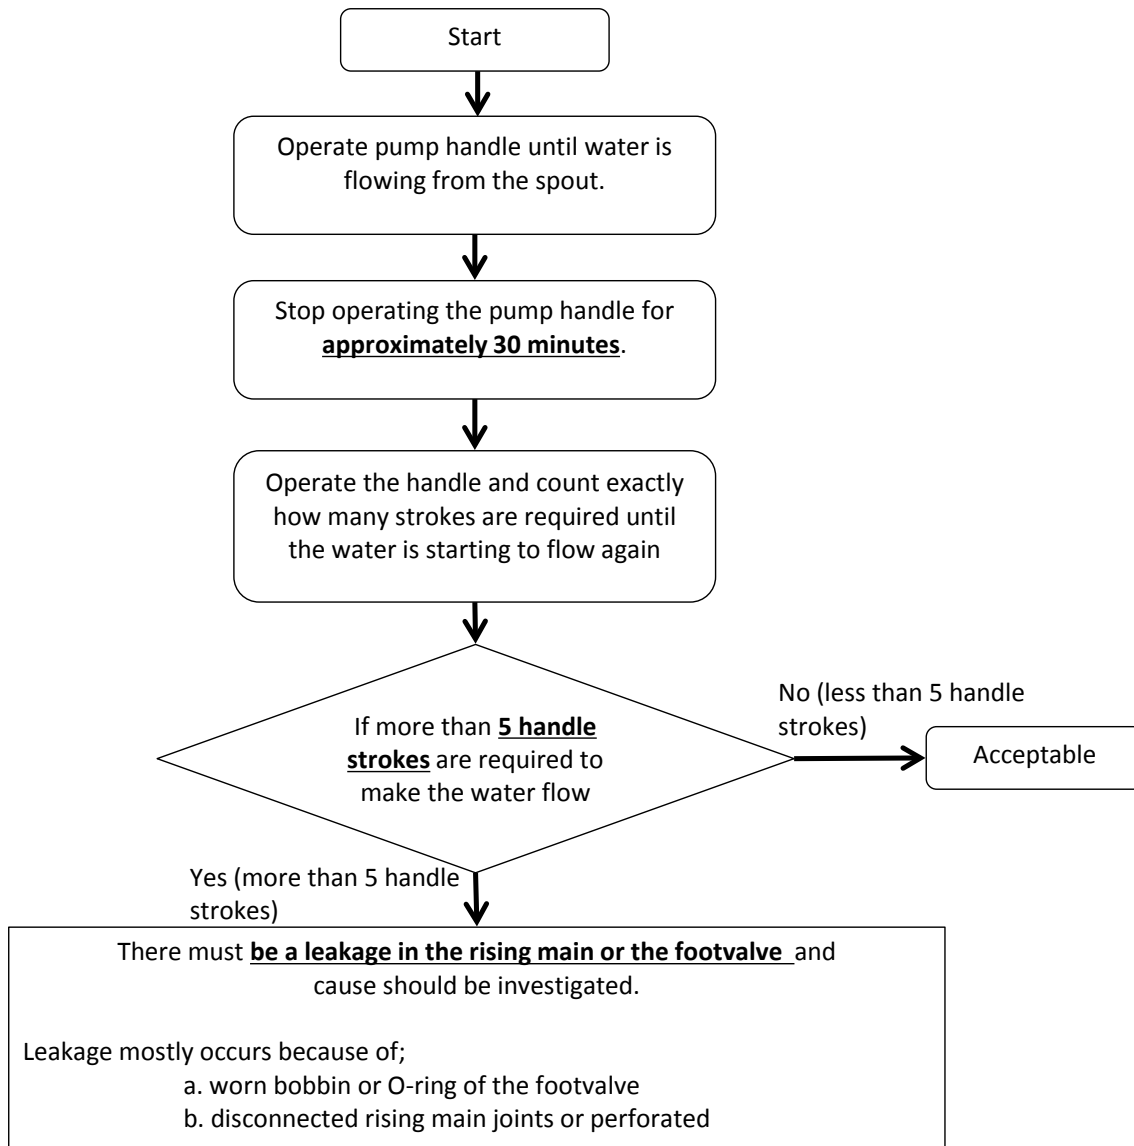 Start
Operate pump handle until water is
flowing from the spout.
Stop operating the pump handle for
approximately 30 minutes.
Operate the handle and count exactly
how many strokes are required until
the water is starting to flow again
If more than 5 handle
strokes are required to
make the water flow
No (less than 5 handle
strokes)
Acceptable
Yes (more than 5 handle
strokes)
There must be a leakage in the rising main or the footvalve and
cause should be investigated.
Leakage mostly occurs because of;
a. worn bobbin or O-ring of the footvalve
b. disconnected rising main joints or perforated